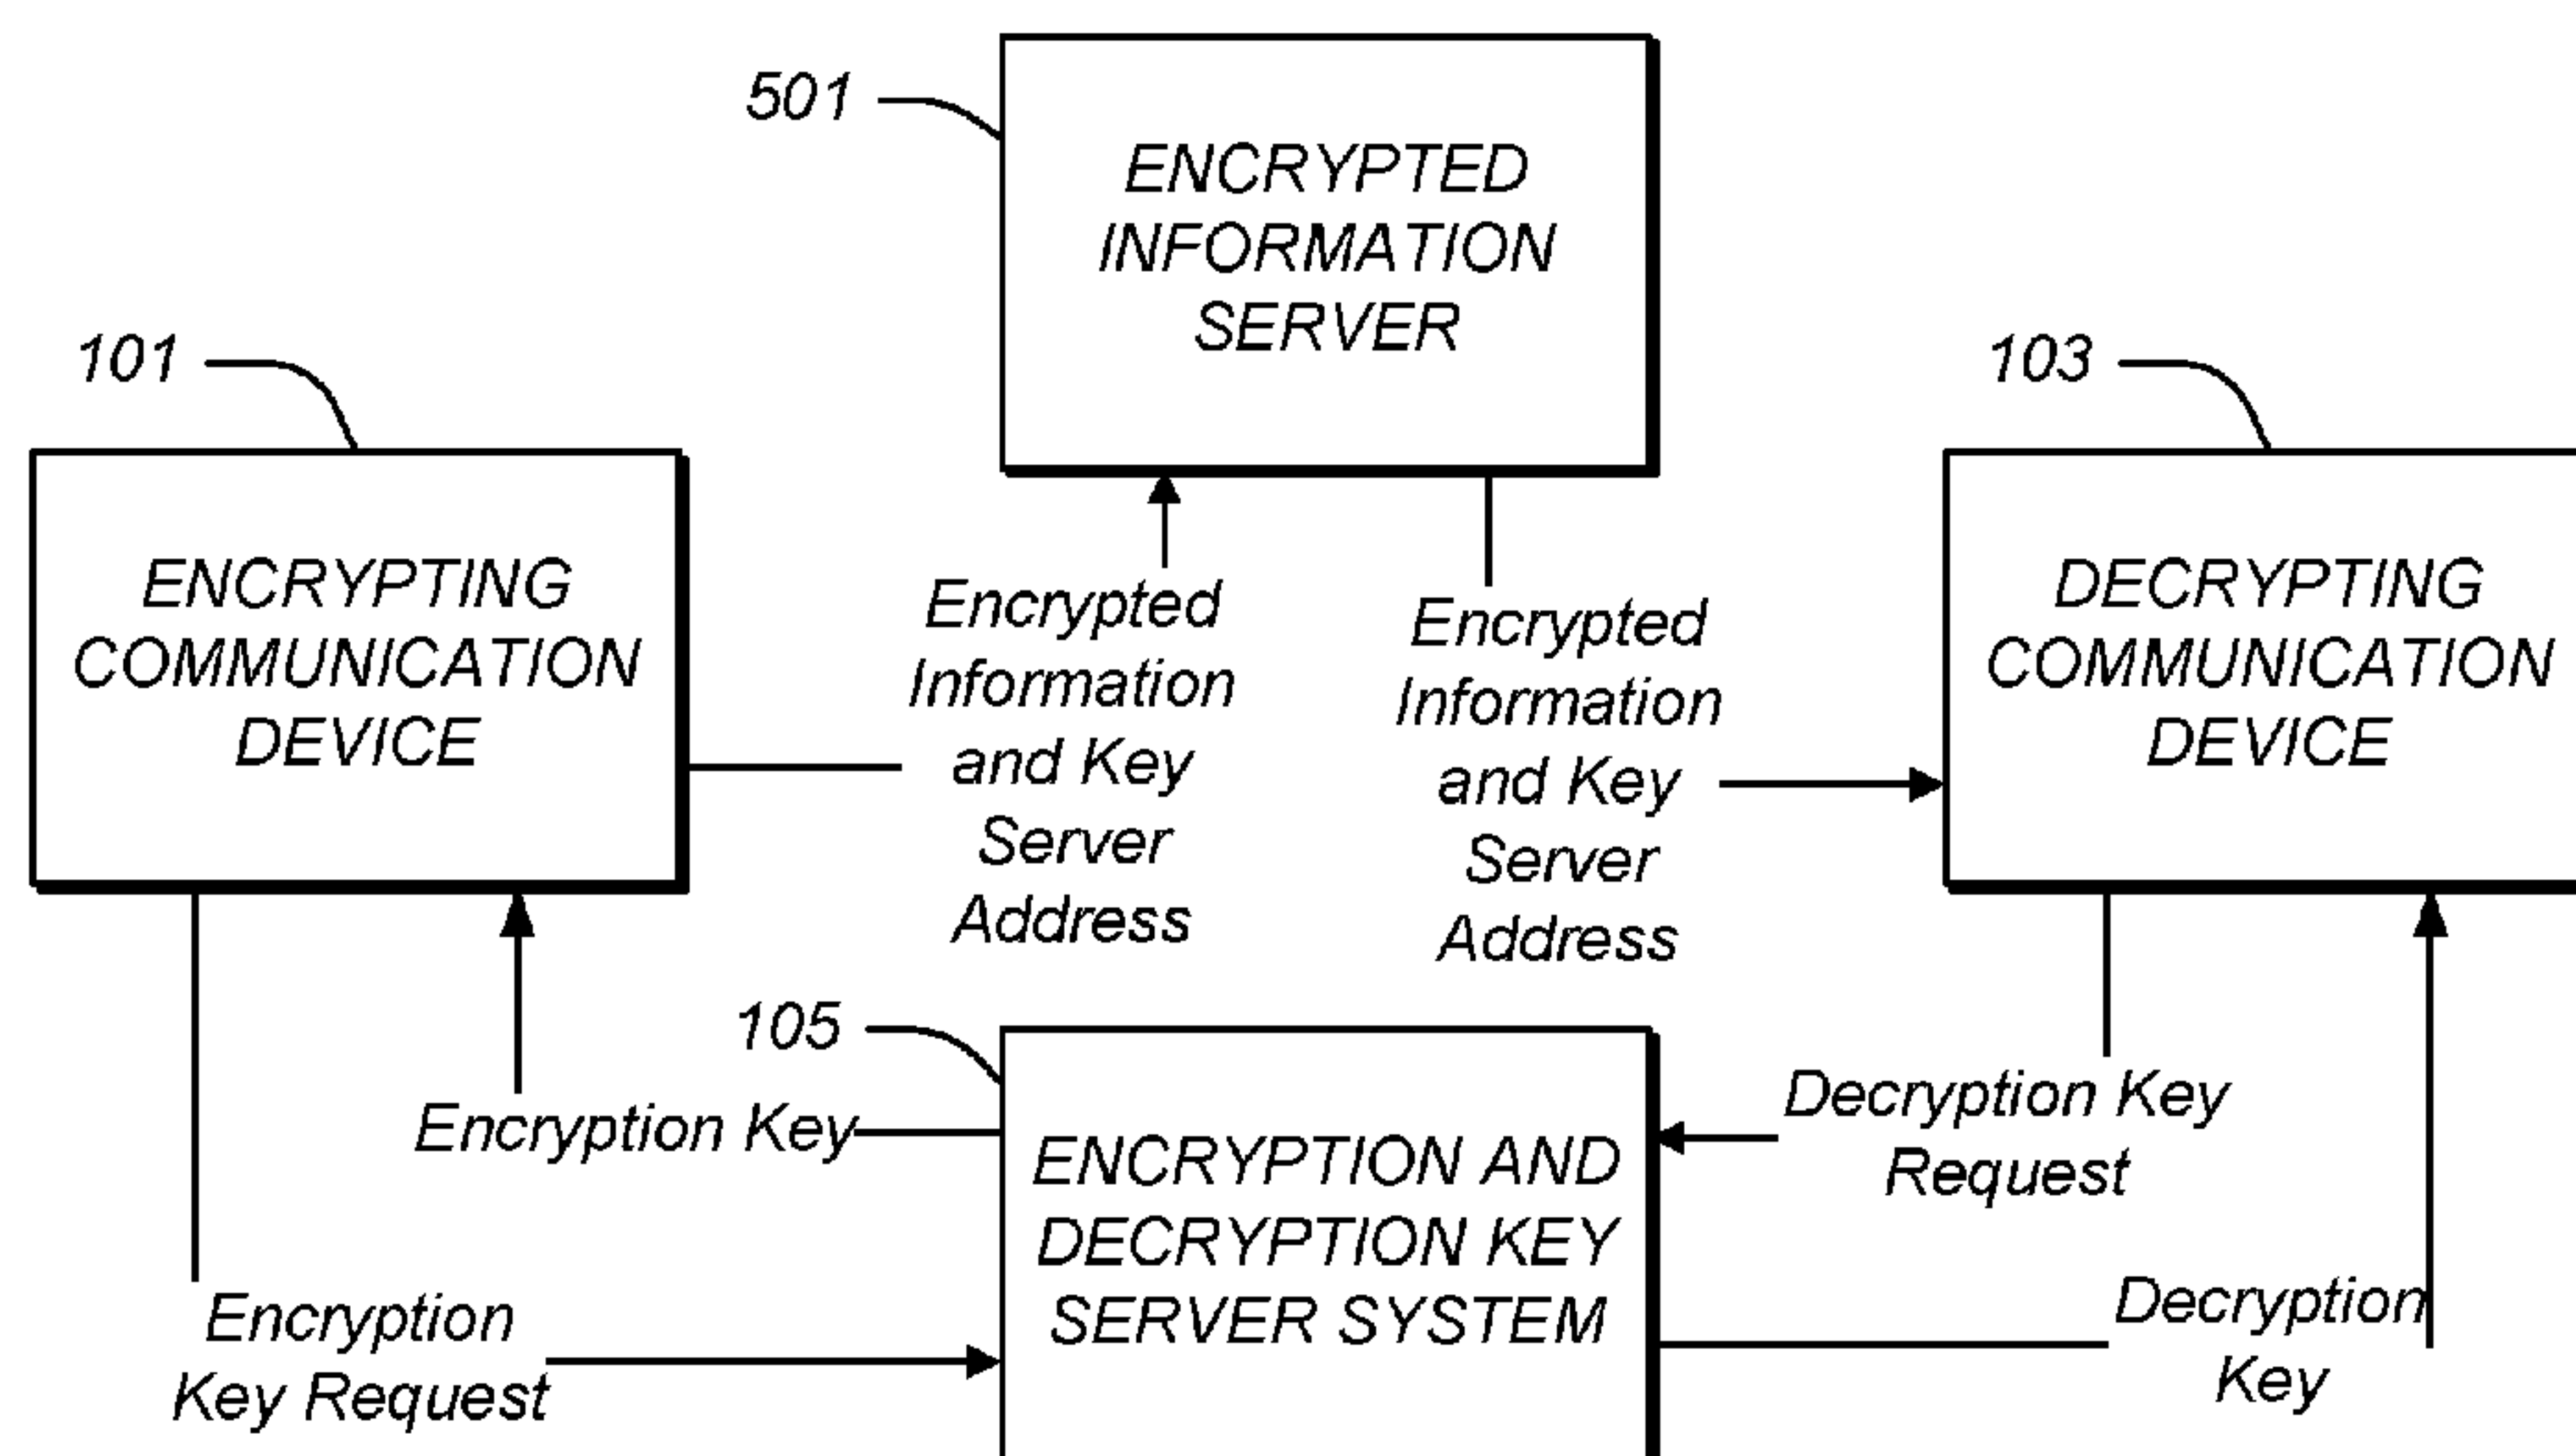 501
ENCRYPTED
INFORMATION
SERVER
101
ENCRYPTING
COMMUNICATION
DEVICE
103
DECRYPTING
COMMUNICATION
DEVICE
Encrypted
Information
and Key
Server
Address
Encrypted
Information
and Key
Server
Address
105
Encryption Key
ENCRYPTION AND
DECRYPTION KEY
SERVER SYSTEM
Decryption Key
Request
Encryption
Key Request
Decryption
Key